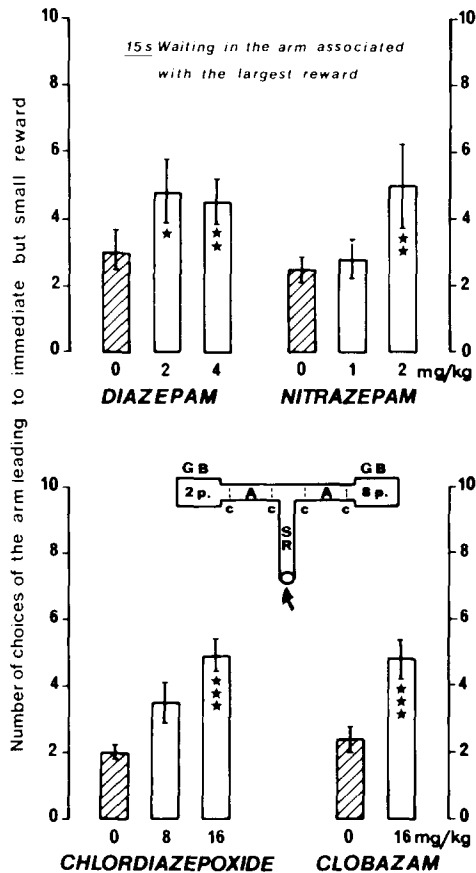 Number of choices of the arm leading to immediate but small reward
10
8
6
4
2
0
15s Waiting in the arm associated
with the largest reward
10
8
6
4
2
0
★ ★ ★ ★ ★
0 2 4 0 1 2 mg/kg
DIAZEPAM NITRAZEPAM
GB GB
2 p. A A 8 p.
c c c c
SR
10
8
6
4
2
0
10
8
6
4
2
0
★ ★ ★ ★ ★ ★
0 8 16 0 16 mg/kg
CHLORDIAZEPOXIDE CLOBAZAM